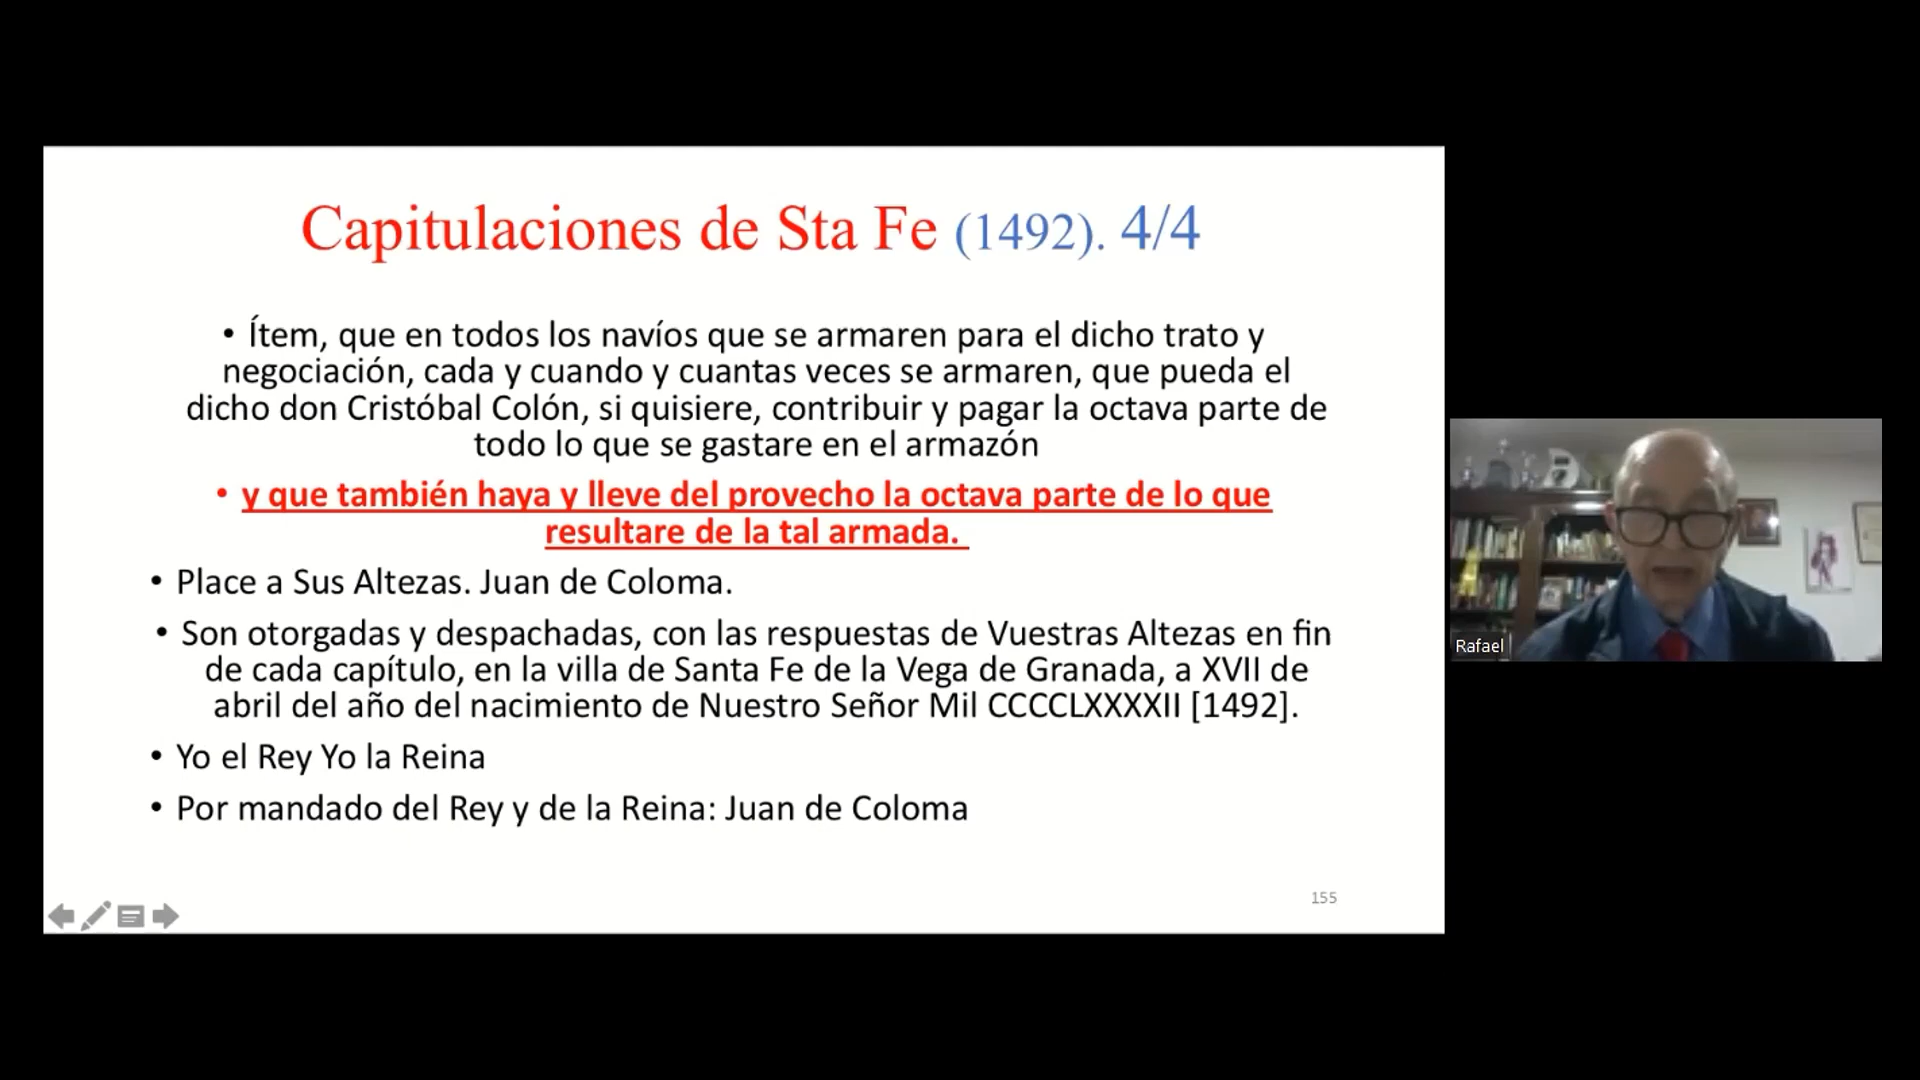 Capitulaciones de Sta Fe (1492). 4/4
• Ítem, que en todos los navíos que se armaren para el dicho trato y
negociación, cada y cuando y cuantas veces se armaren, que pueda el
dicho don Cristóbal Colón, si quisiere, contribuir y pagar la octava parte de
todo lo que se gastare en el armazón
• y que también haya y lleve del provecho la octava parte de lo que
resultare de la tal armada.
• Place a Sus Altezas. Juan de Coloma.
• Son otorgadas y despachadas, con las respuestas de Vuestras Altezas en fin
de cada capítulo, en la villa de Santa Fe de la Vega de Granada, a XVII de
abril del año del nacimiento de Nuestro Señor Mil CCCCLXXXXII [1492].
• Yo el Rey Yo la Reina
• Por mandado del Rey y de la Reina: Juan de Coloma
155
Rafael